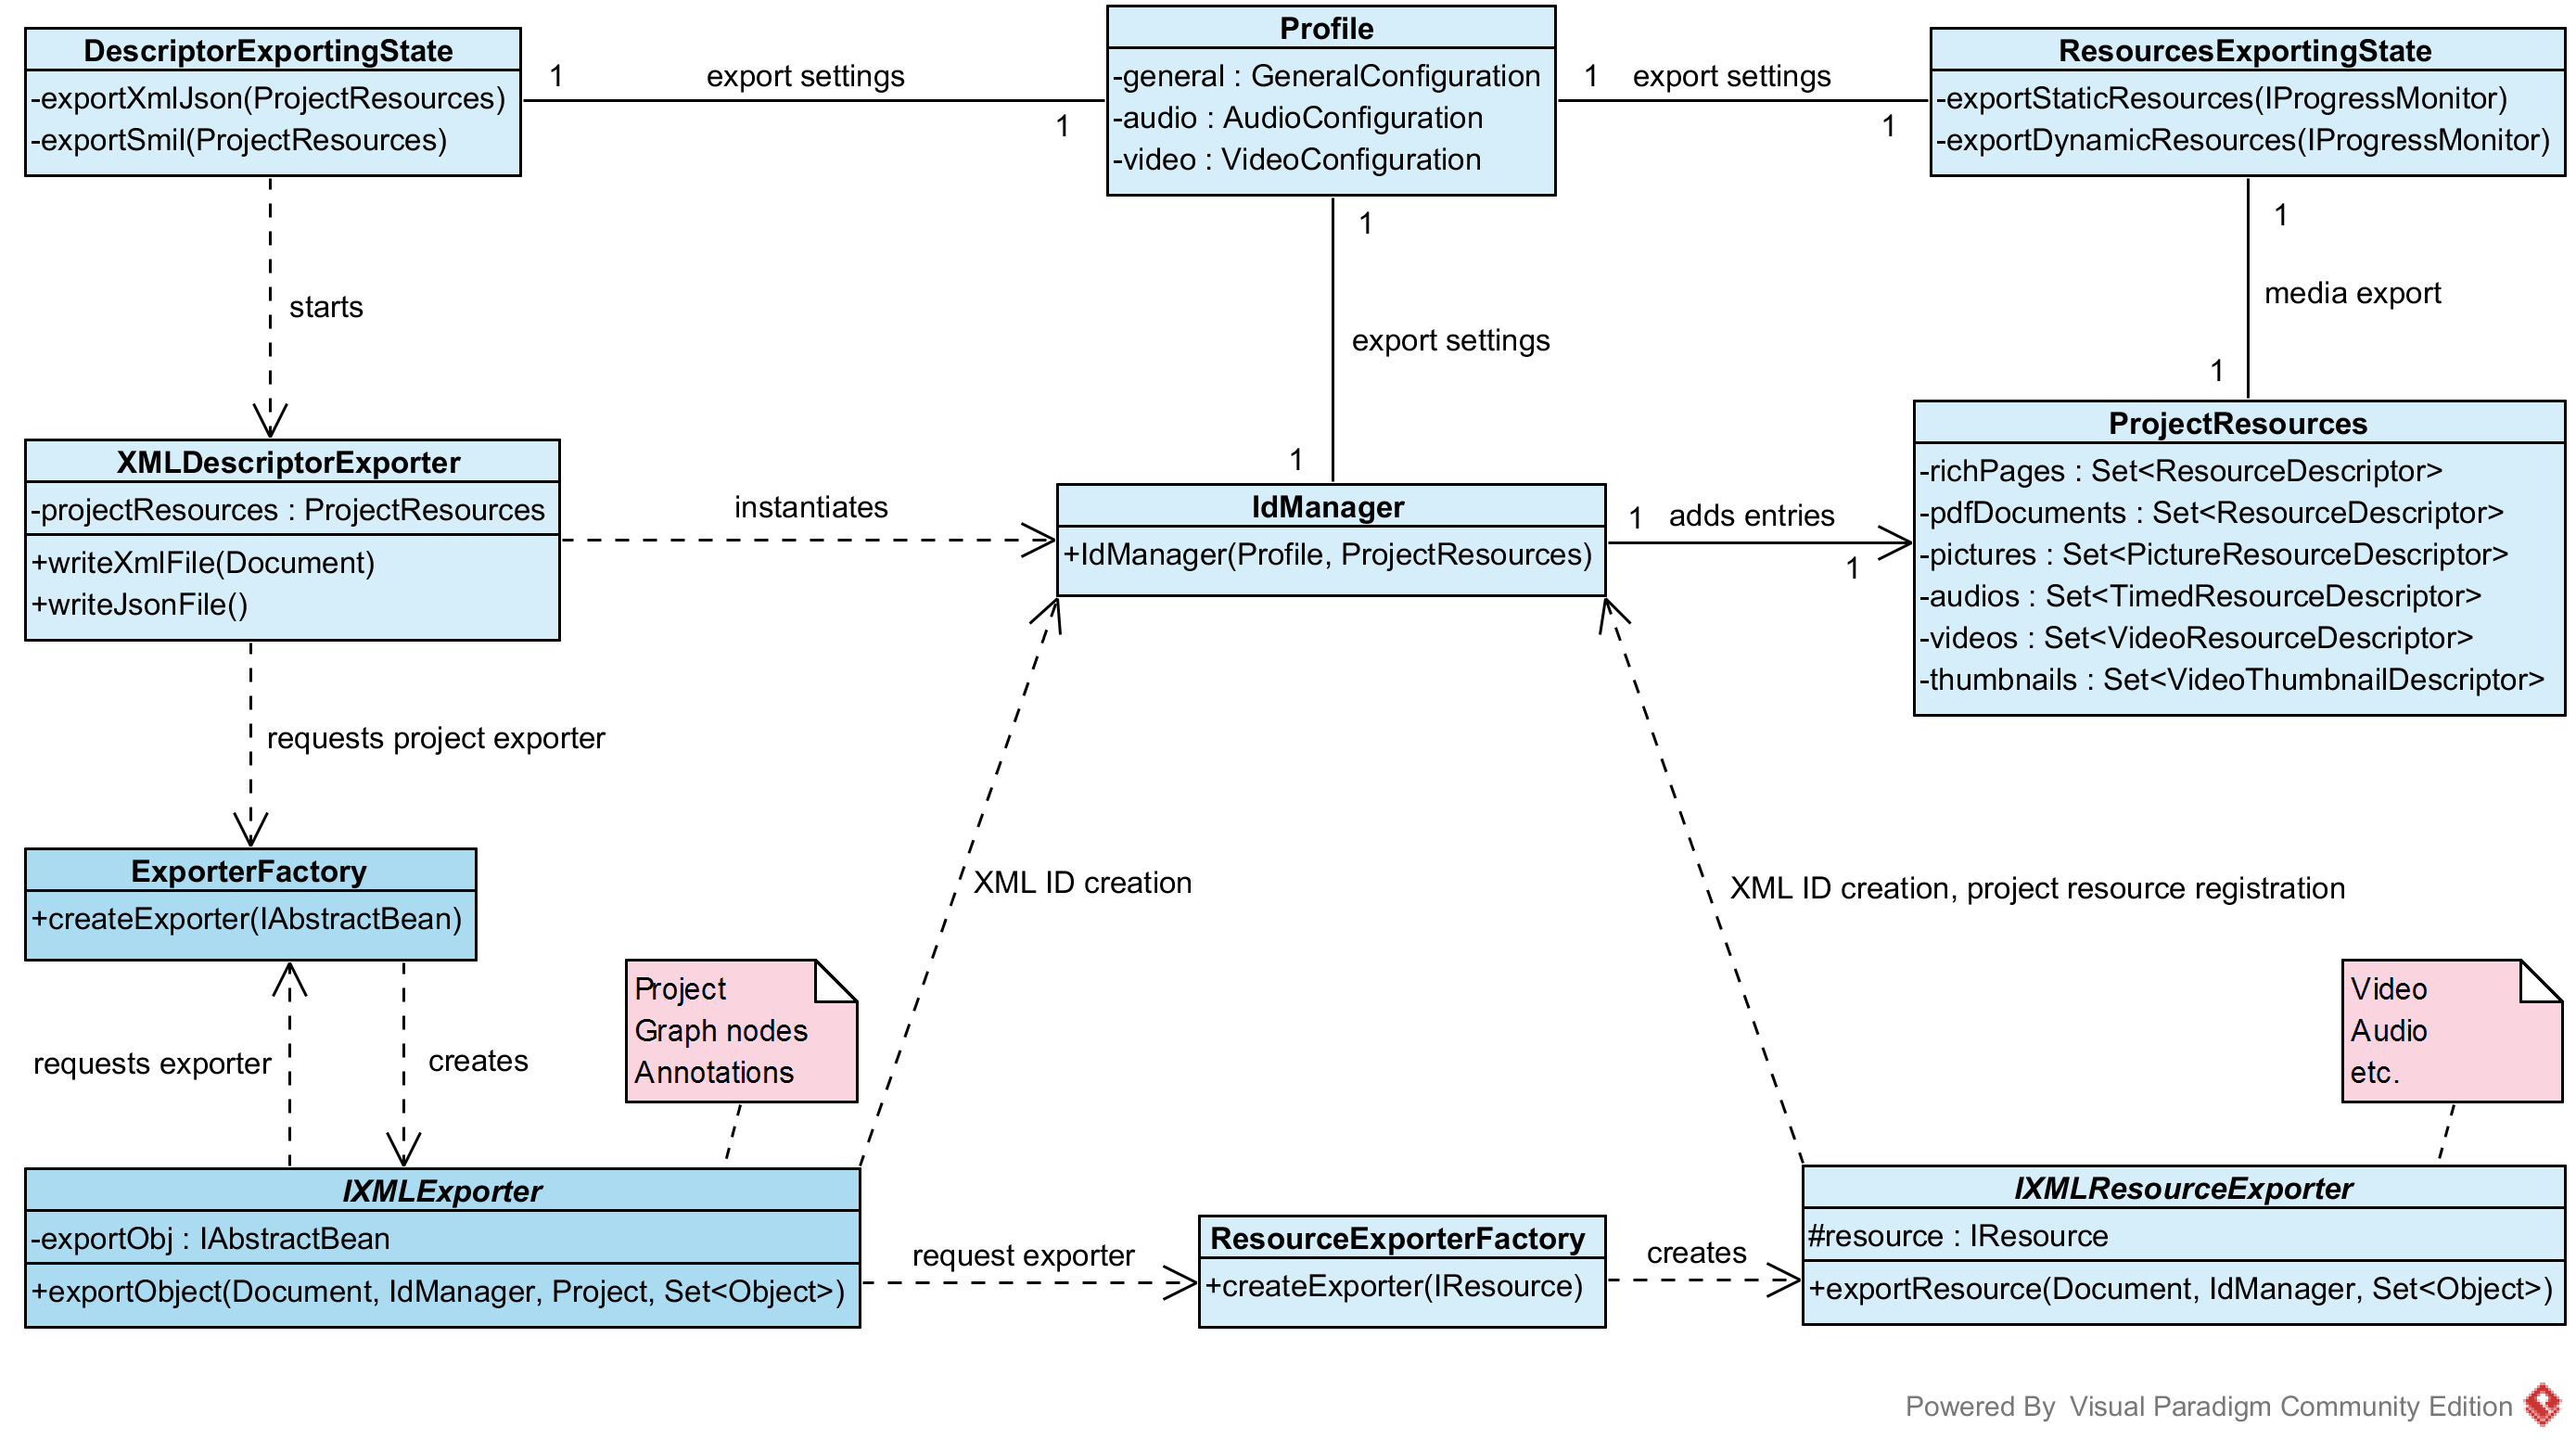 DescriptorExportingState
-exportXmlJson(ProjectResources)
-exportSmil(ProjectResources)
1
export settings
1
Profile
-general : GeneralConfiguration
-audio : AudioConfiguration
-video : VideoConfiguration
1
export settings
1
ResourcesExportingState
-exportStaticResources(IProgressMonitor)
-exportDynamicResources(IProgressMonitor)
starts
1
export settings
1
1
media export
1
XMLDescriptorExporter
-projectResources : ProjectResources
+writeXmlFile(Document)
+writeJsonFile()
instantiates
IdManager
+IdManager(Profile, ProjectResources)
1
adds entries
1
ProjectResources
-richPages : Set<ResourceDescriptor>
-pdfDocuments : Set<ResourceDescriptor>
-pictures : Set<PictureResourceDescriptor>
-audios : Set<TimedResourceDescriptor>
-videos : Set<VideoResourceDescriptor>
-thumbnails : Set<VideoThumbnailDescriptor>
requests project exporter
ExporterFactory
+createExporter(IAbstractBean)
XML ID creation
XML ID creation, project resource registration
requests exporter
creates
Project
Graph nodes
Annotations
Video
Audio
etc.
IXMLExporter
-exportObj : IAbstractBean
+exportObject(Document, IdManager, Project, Set<Object>)
request exporter
ResourceExporterFactory
+createExporter(IResource)
creates
IXMLResourceExporter
#resource : IResource
+exportResource(Document, IdManager, Set<Object>)
Powered By Visual Paradigm Community Edition